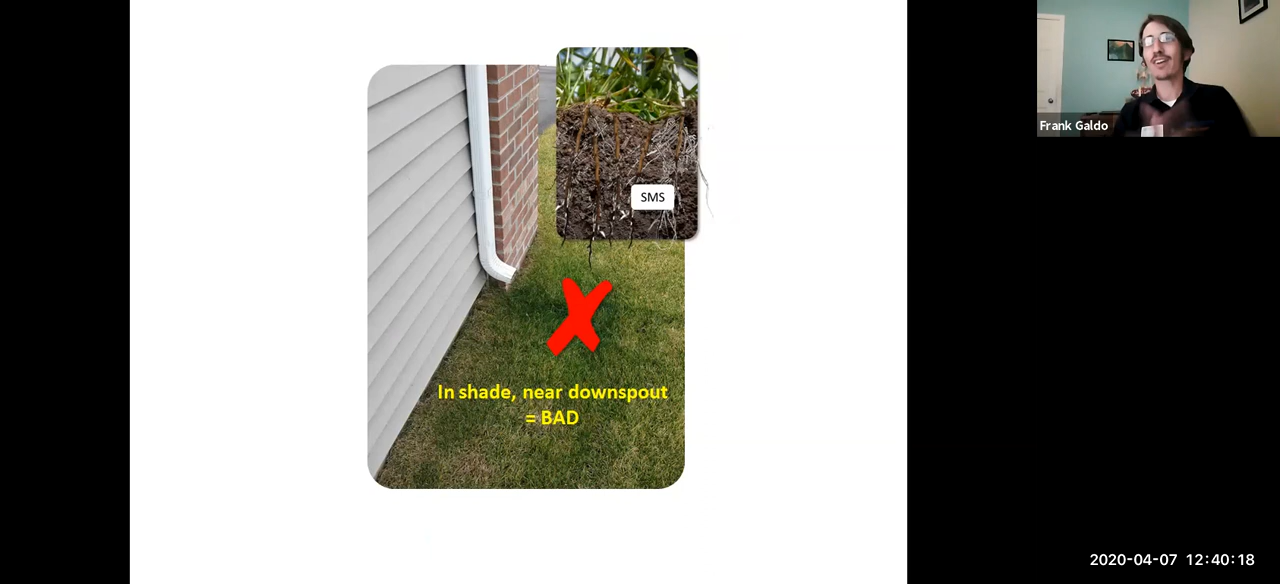 SMS
In shade, near downspout
= BAD
Frank Galdo
2020-04-07 12:40:18